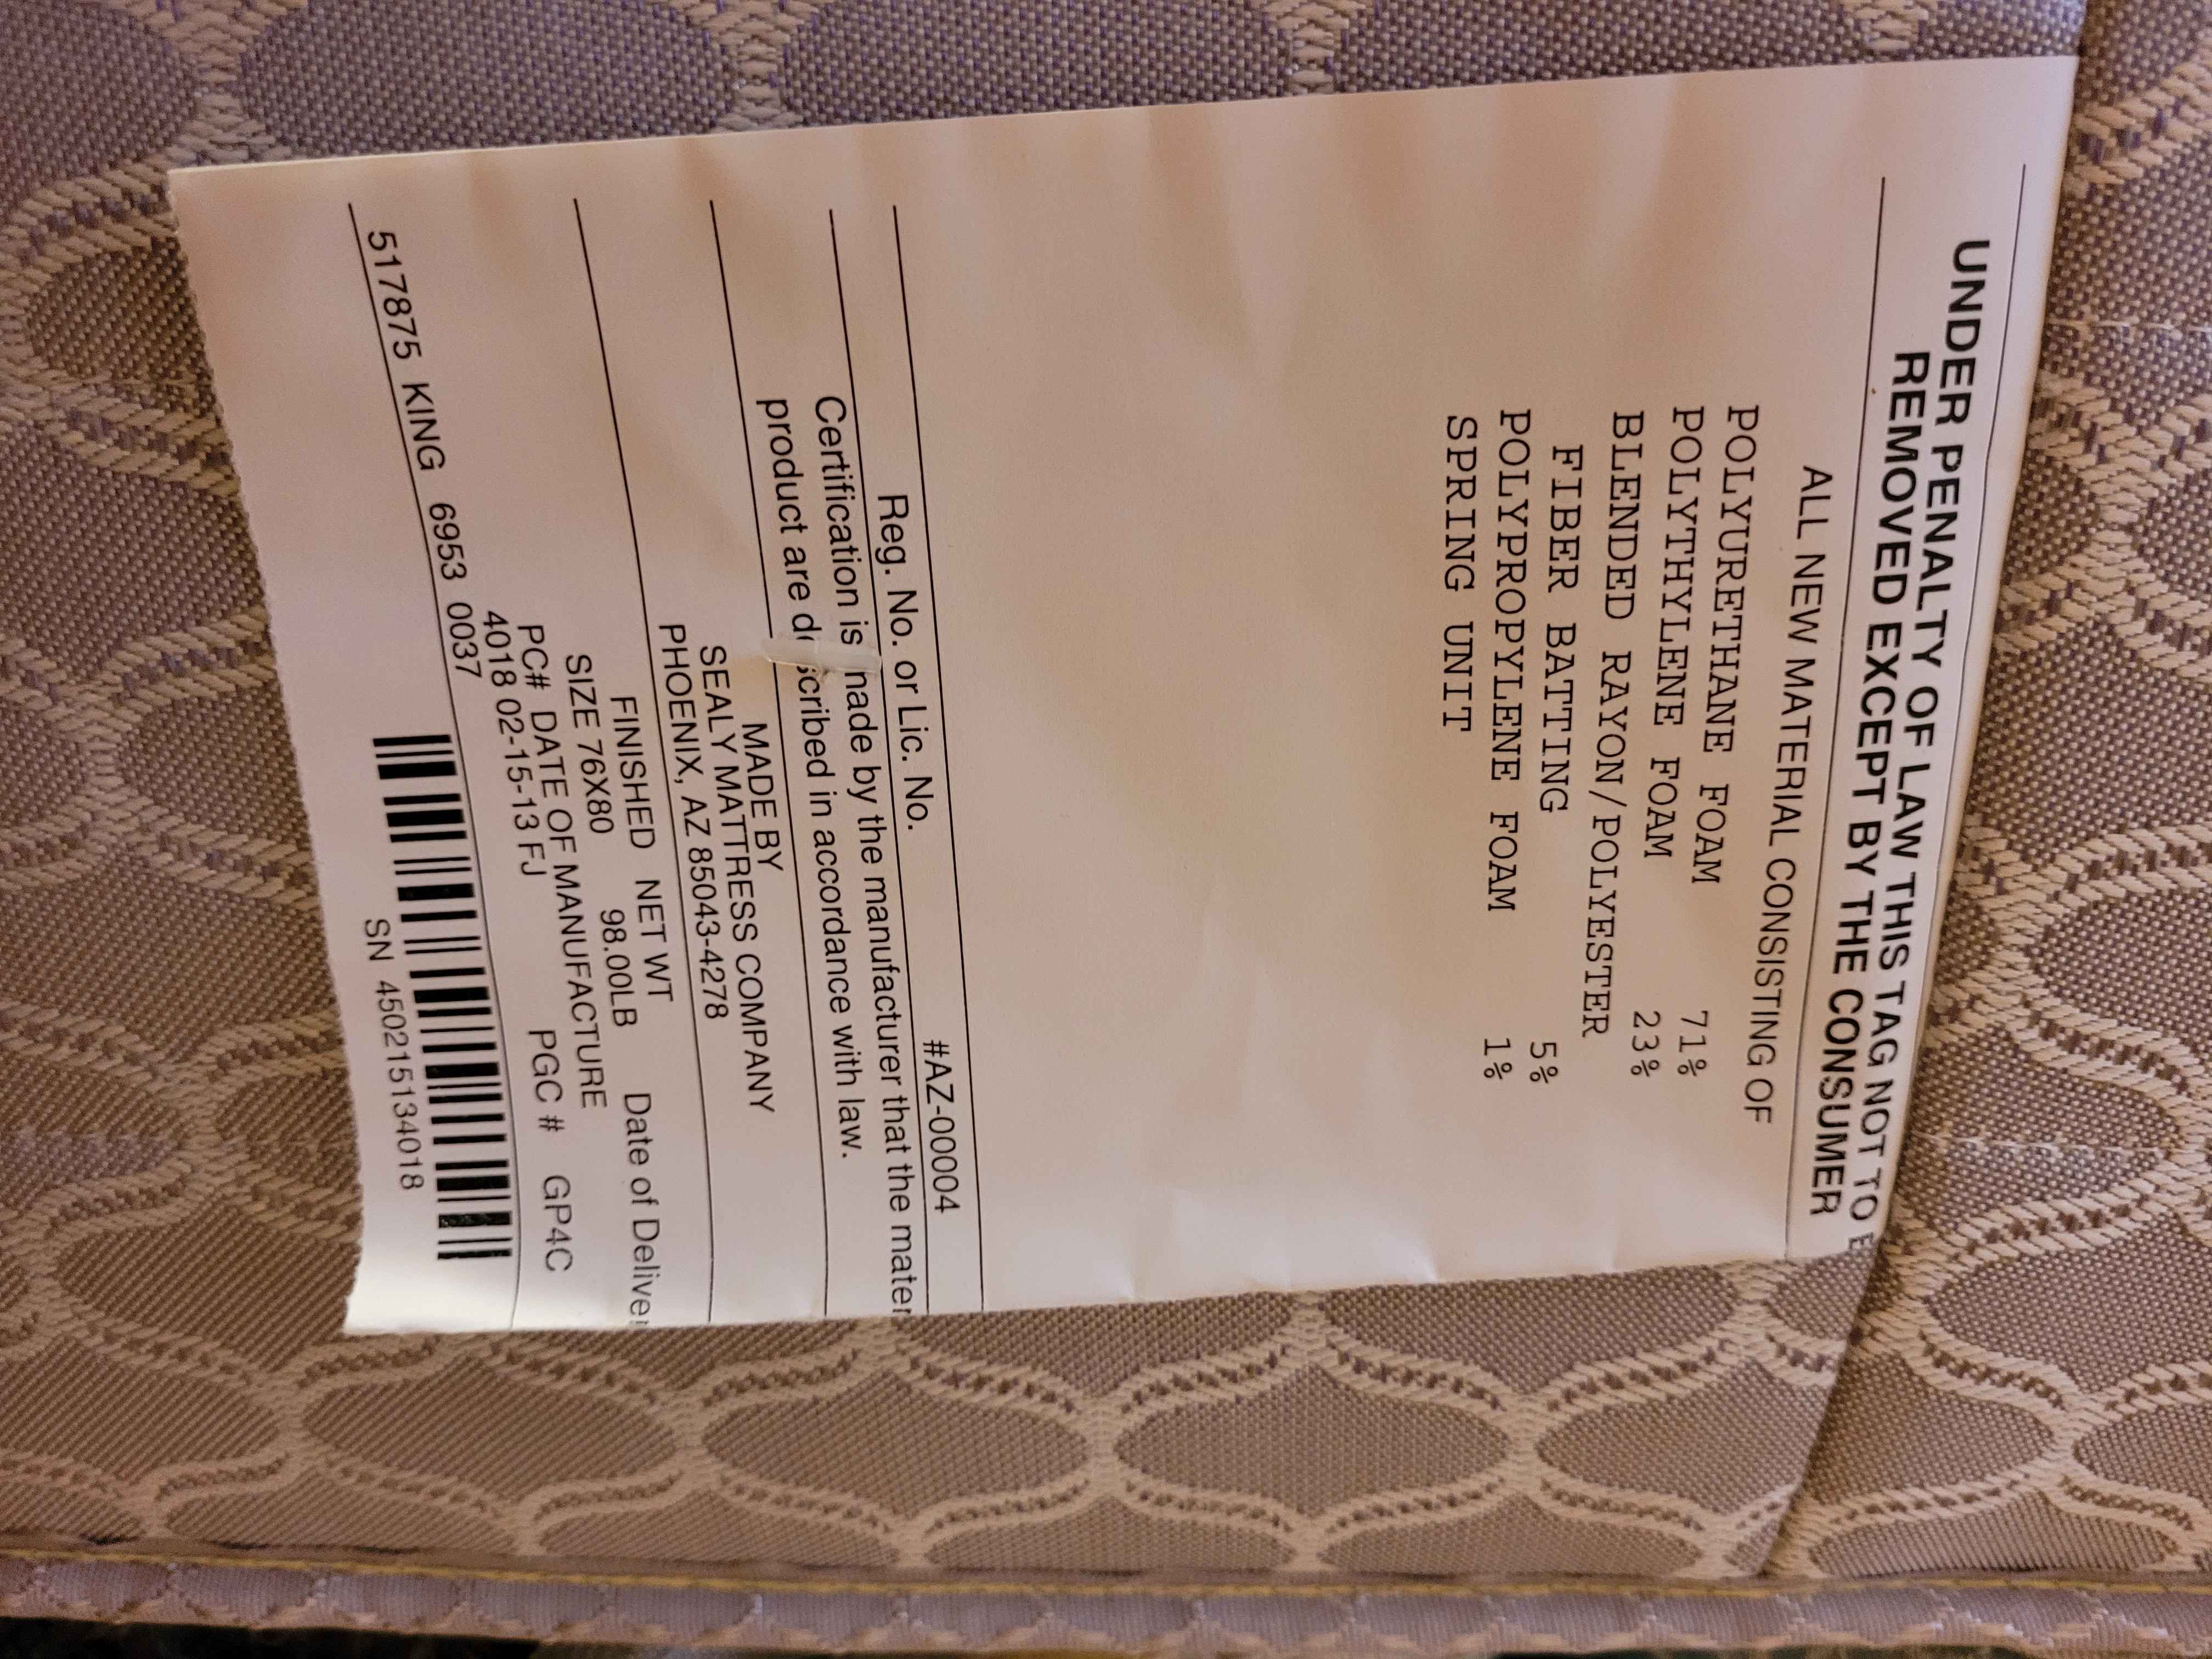 UNDER PENALTY OF LAW THIS TAG NOT TO
REMOVED EXCEPT BY THE CONSUMER
ALL NEW MATERIAL CONSISTING OF
POLYURETHANE FOAM 71%
POLYTHYLENE FOAM 23%
BLENDED RAYON/POLYESTER
FIBER BATTING 5%
POLYPROPYLENE FOAM 1%
SPRING UNIT
#AZ-00004
Reg. No. or Lic. No.
Certification is made by the manufacturer that the mater
product are described in accordance with law.
MADE BY
SEALY MATTRESS COMPANY
PHOENIX, AZ 85043-4278
FINISHED NET WT Date of Deliver
SIZE 76X80 98.00LB
PC# DATE OF MANUFACTURE
4018 02-15-13 FJ PGC # GP4C
517875 KING 6953 0037
SN 4502151134018